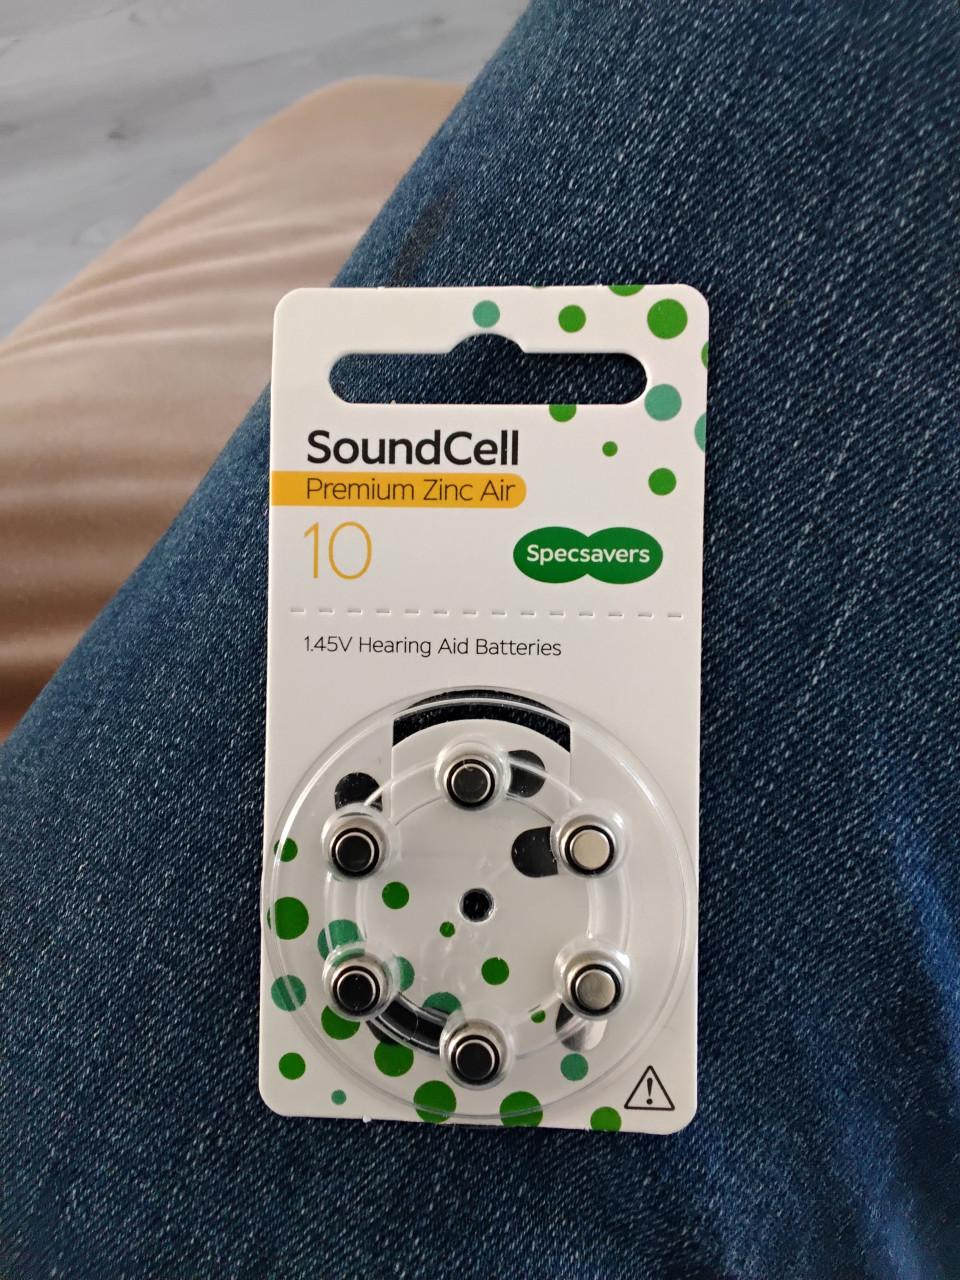 SoundCell
Premium Zinc Air
10
Specsavers
1.45V Hearing Aid Batteries